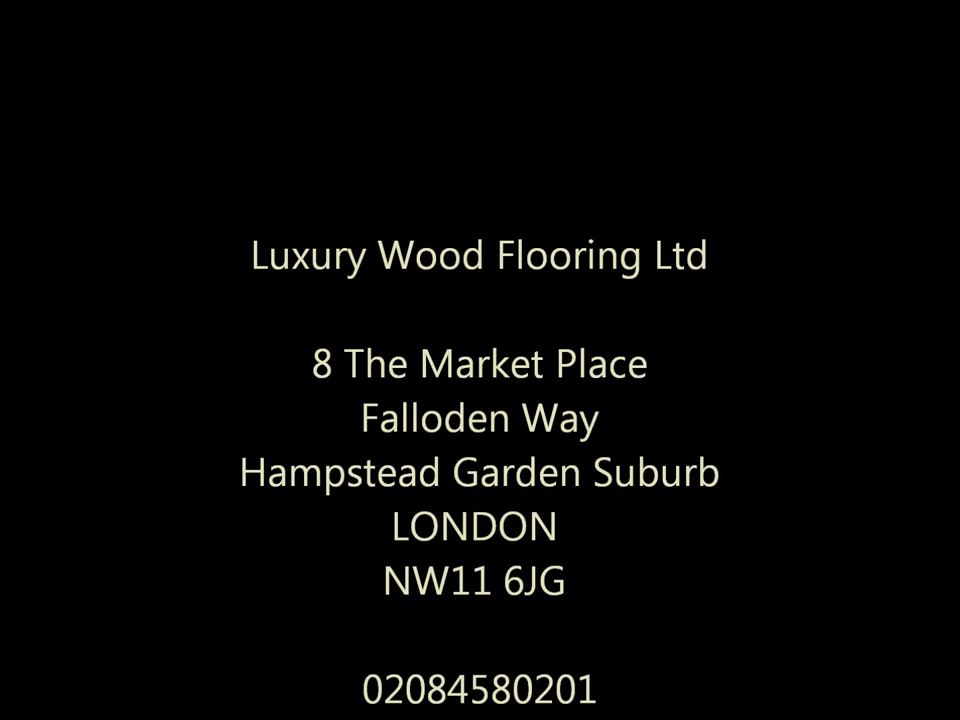 Luxury Wood Flooring Ltd
8 The Market Place
Falloden Way
Hampstead Garden Suburb
LONDON
NW11 6JG
02084580201